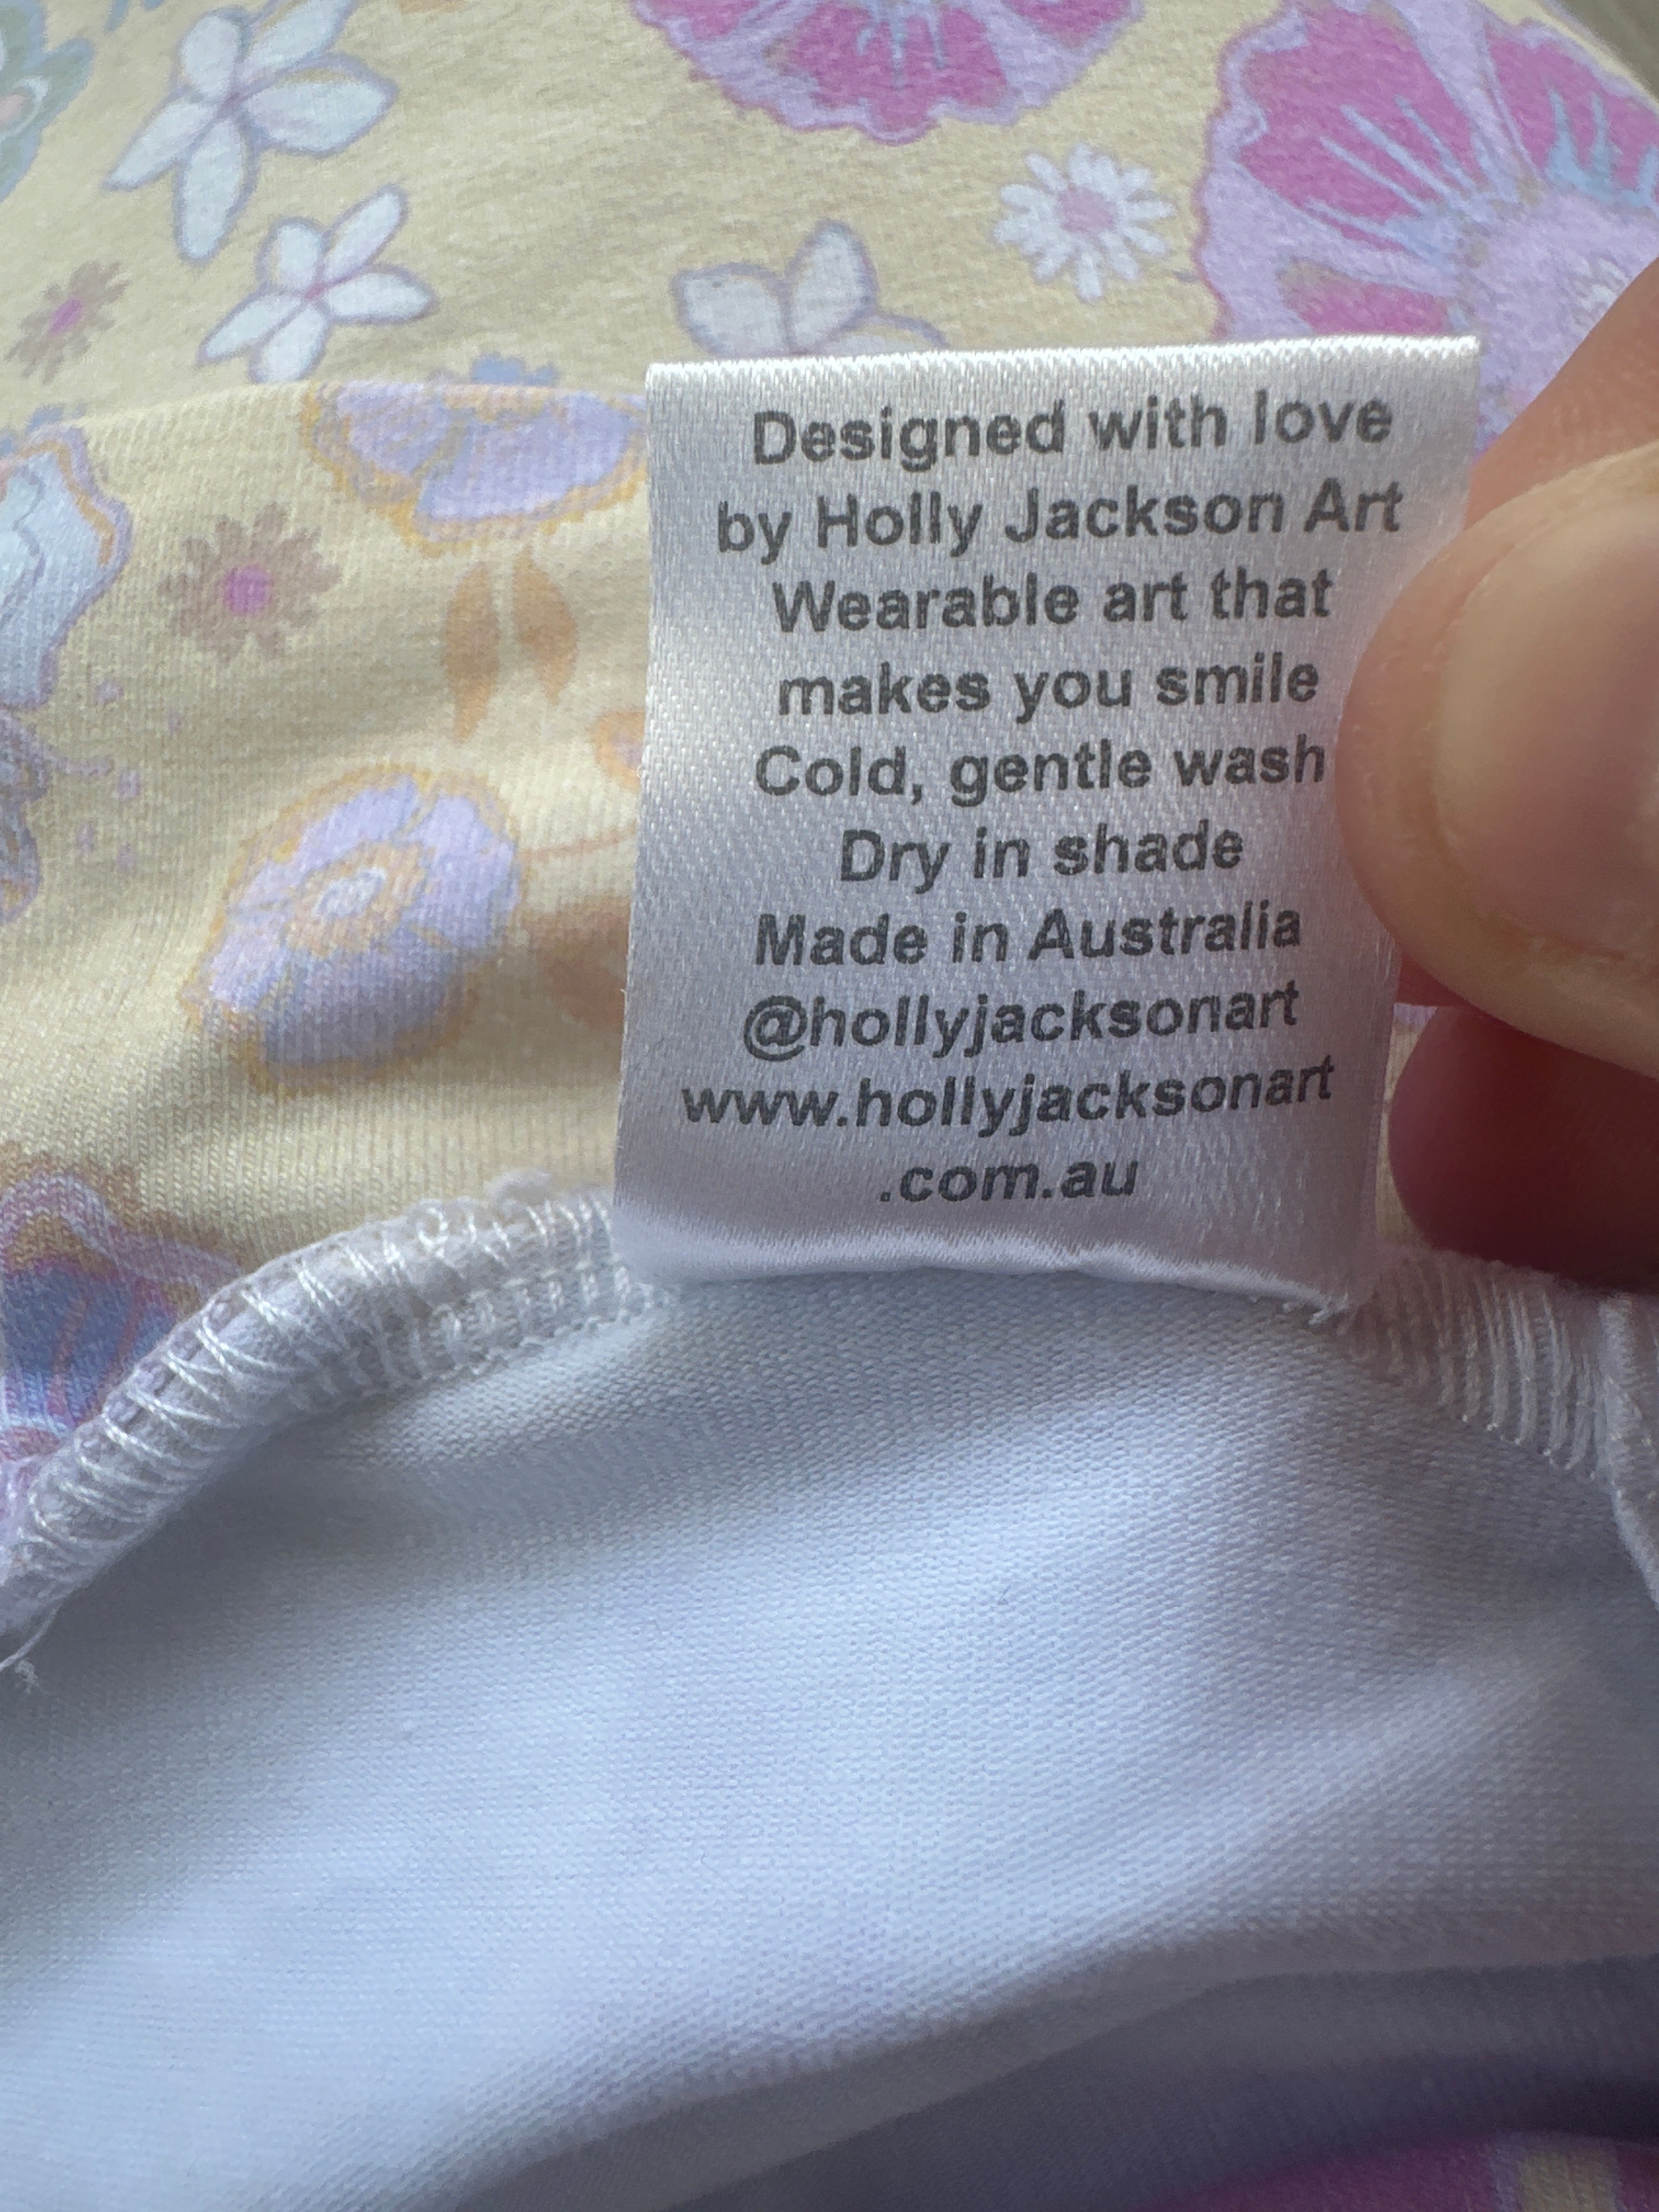 Designed with love
by Holly Jackson Art
Wearable art that
makes you smile
Cold, gentle wash
Dry in shade
Made in Australia
@hollyjacksonart
www.hollyjacksonart
.com.au